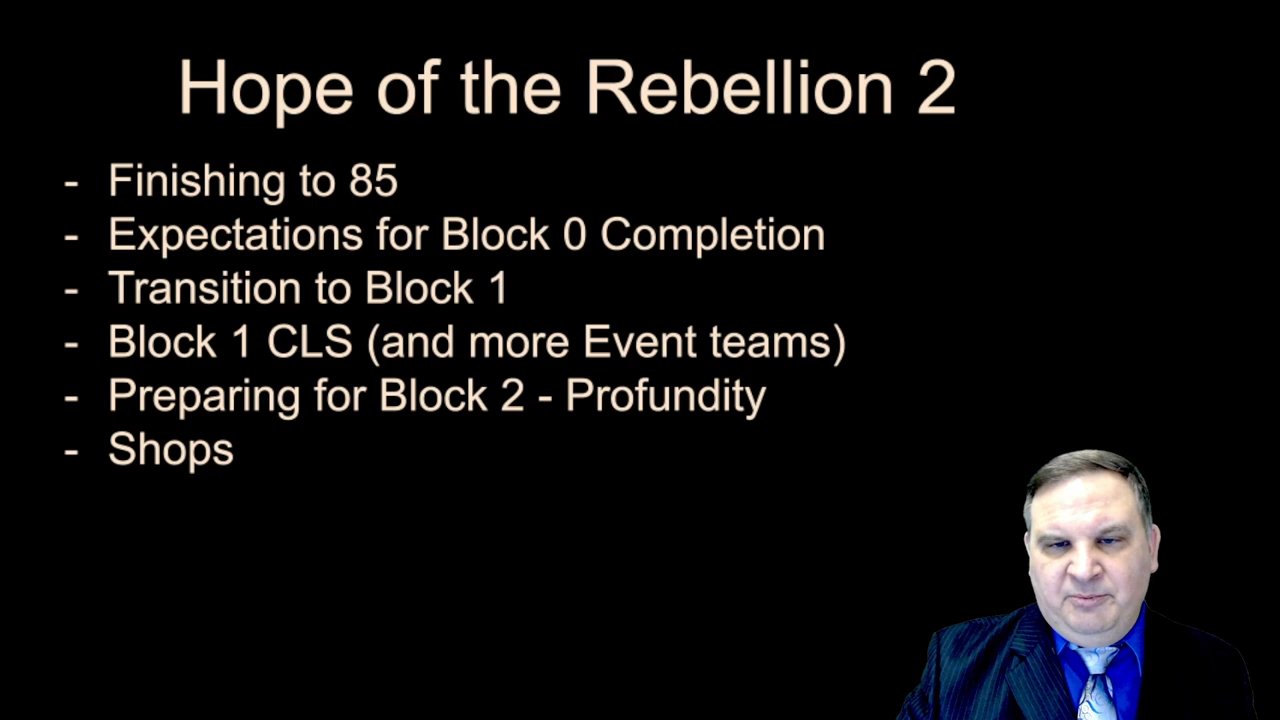 Hope of the Rebellion 2
- Finishing to 85
- Expectations for Block 0 Completion
- Transition to Block 1
- Block 1 CLS (and more Event teams)
- Preparing for Block 2 - Profundity
- Shops